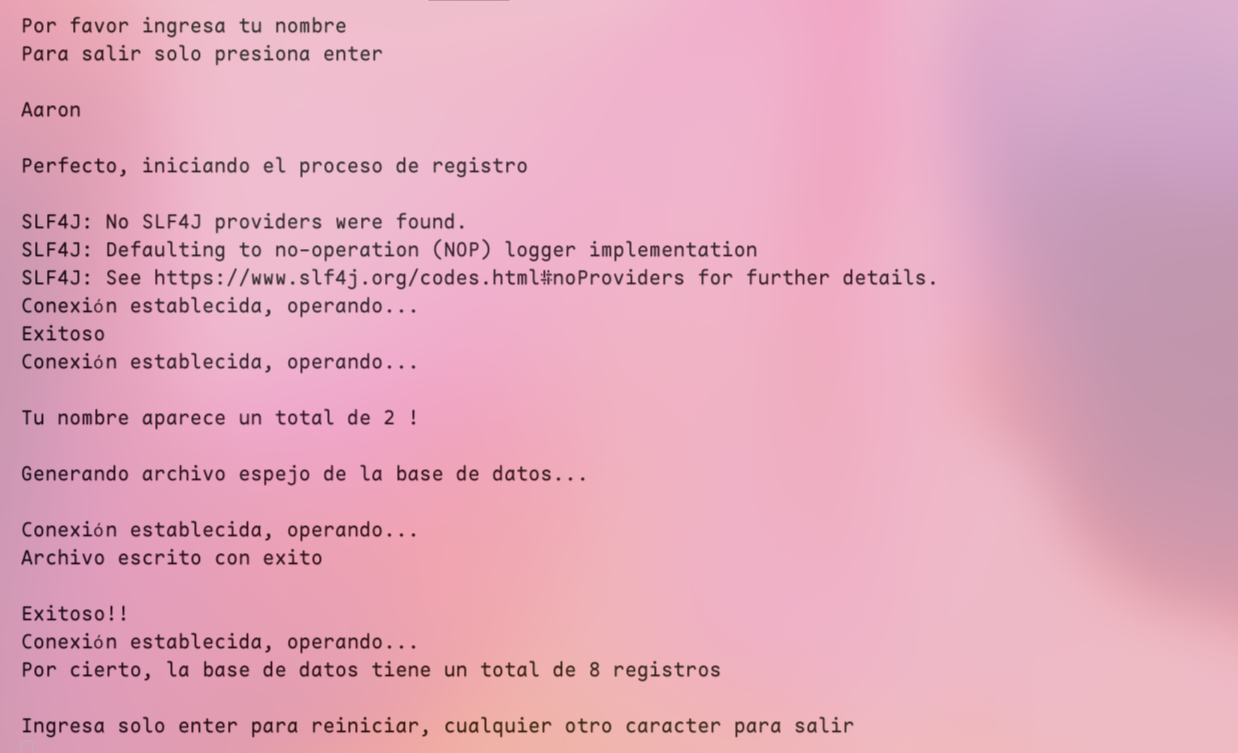 Por favor ingresa tu nombre
Para salir solo presiona enter
Aaron
Perfecto, iniciando el proceso de registro
SLF4J: No SLF4J providers were found.
SLF4J: Defaulting to no-operation (NOP) logger implementation
SLF4J: See https://www.slf4j.org/codes.html#noProviders for further details.
Conexión establecida, operando...
Exitoso
Conexión establecida, operando...
Tu nombre aparece un total de 2 !
Generando archivo espejo de la base de datos...
Conexión establecida, operando...
Archivo escrito con exito
Exitoso!!
Conexión establecida, operando...
Por cierto, la base de datos tiene un total de 8 registros
Ingresa solo enter para reiniciar, cualquier otro caracter para salir